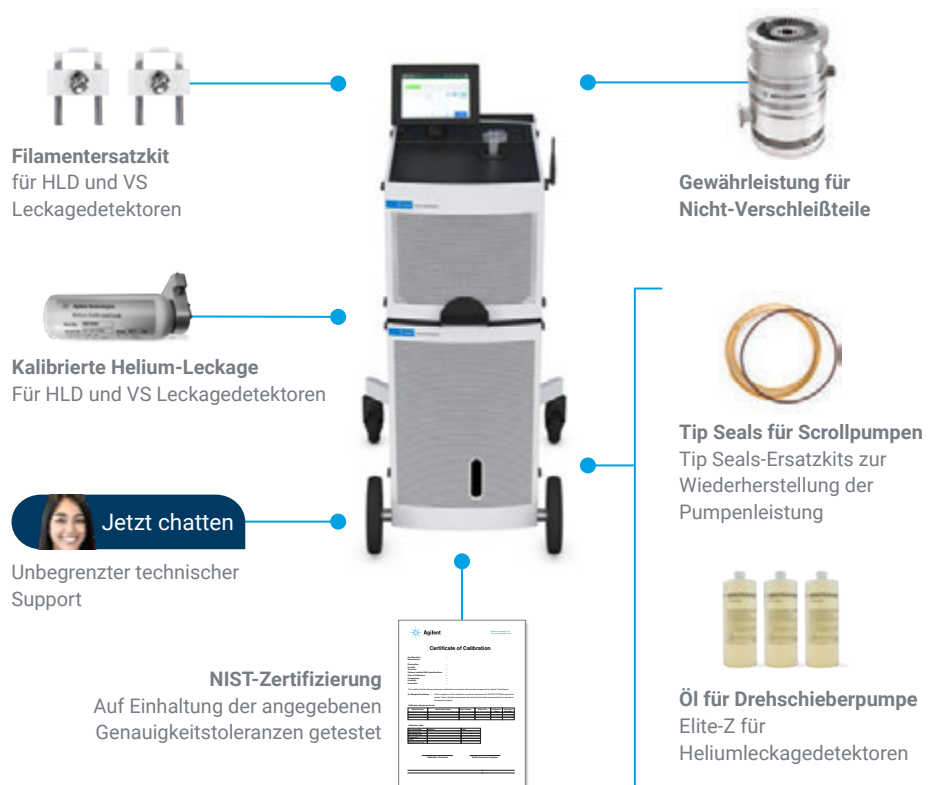 Filamentersatzkit
für HLD und VS
Leckagedetektoren
Gewährleistung für
Nicht-Verschleißteile
Kalibrierte Helium-Leckage
Für HLD und VS Leckagedetektoren
Tip Seals für Scrollpumpen
Tip Seals-Ersatzkits zur
Wiederherstellung der
Pumpenleistung
Jetzt chatten
Unbegrenzter technischer
Support
Agilent
Certificate of Calibration
NIST-Zertifizierung
Auf Einhaltung der angegebenen
Genauigkeitstoleranzen getestet
Öl für Drehschieberpumpe
Elite-Z für
Heliumleckagedetektoren